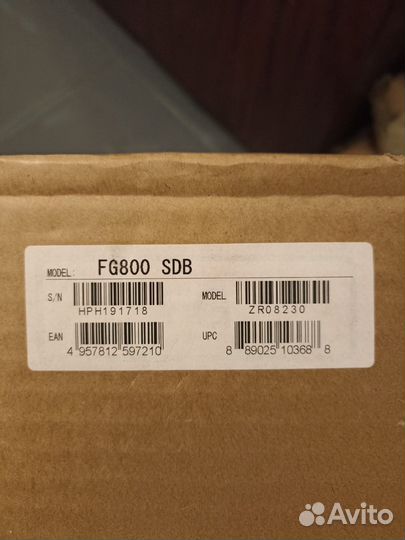 MODEL: FG800 SDB
S/N MODEL
HPH191718 ZR08230
EAN UPC
4 957812 597210 8 89025 10368 8
Avito